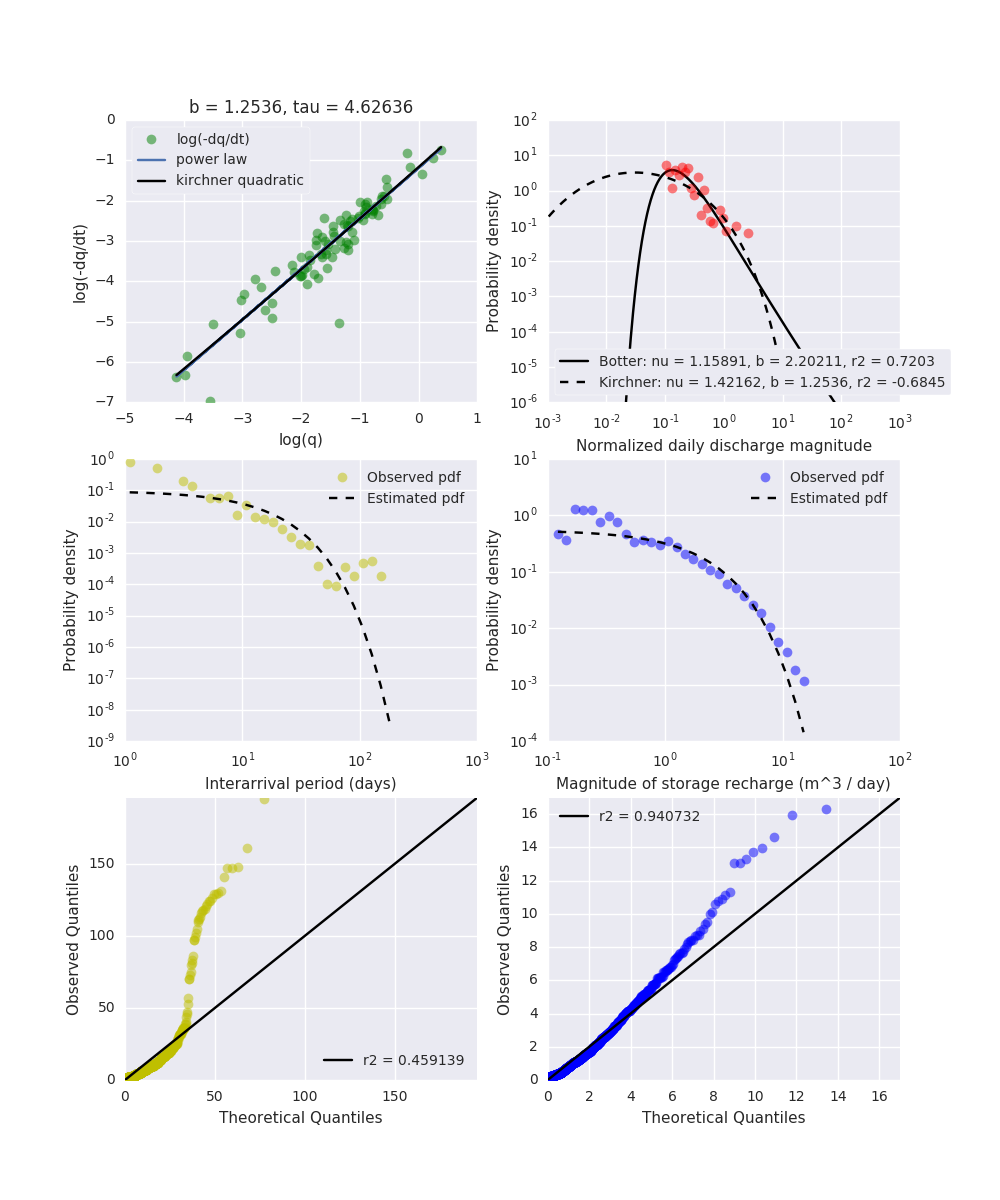 b = 1.2536, tau = 4.62636
log(-dq/dt)
power law
kirchner quadratic
0
−1
−2
−3
−4
−5
−6
−7
log(-dq/dt)
−5 −4 −3 −2 −1 0 1
log(q)
10^2
10^1
10^0
10^-1
10^-2
10^-3
10^-4
10^-5
10^-6
Probability density
Botter: nu = 1.15891, b = 2.20211, r2 = 0.7203
Kirchner: nu = 1.42162, b = 1.2536, r2 = -0.6845
10^-3 10^-2 10^-1 10^0 10^1 10^2 10^3
Normalized daily discharge magnitude
10^0
10^-1
10^-2
10^-3
10^-4
10^-5
10^-6
10^-7
10^-8
10^-9
Probability density
Observed pdf
Estimated pdf
10^0 10^1 10^2 10^3
Interarrival period (days)
10^1
10^0
10^-1
10^-2
10^-3
10^-4
Probability density
Observed pdf
Estimated pdf
10^-1 10^0 10^1 10^2
Magnitude of storage recharge (m^3 / day)
150
100
50
0
Observed Quantiles
r2 = 0.459139
0 50 100 150
Theoretical Quantiles
16
14
12
10
8
6
4
2
0
Observed Quantiles
r2 = 0.940732
0 2 4 6 8 10 12 14 16
Theoretical Quantiles